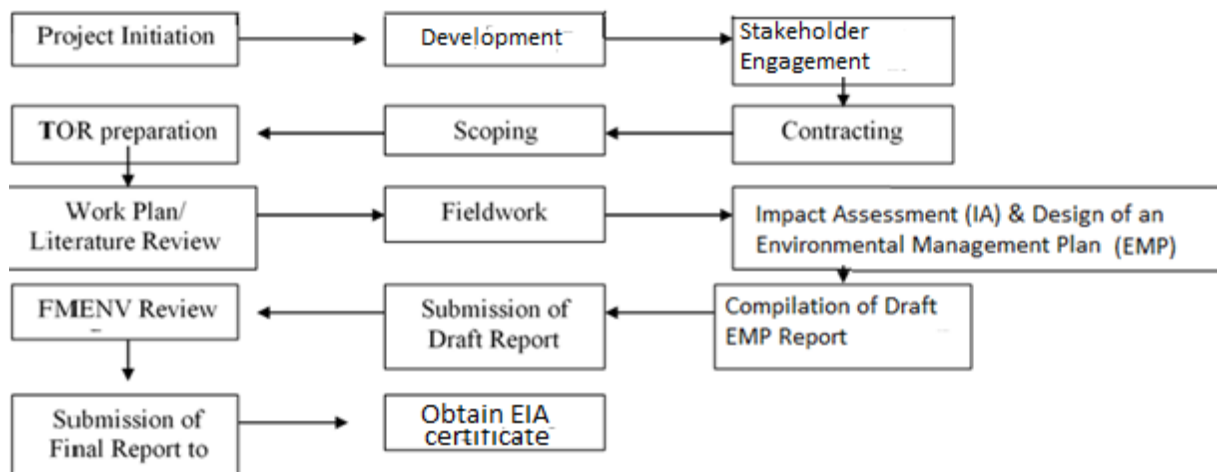 Project Initiation
Development
Stakeholder
Engagement
TOR preparation
Scoping
Contracting
Work Plan/
Literature Review
Fieldwork
Impact Assessment (IA) & Design of an
Environmental Management Plan (EMP)
FMENV Review
Submission of
Draft Report
Compilation of Draft
EMP Report
Submission of
Final Report to
Obtain EIA
certificate